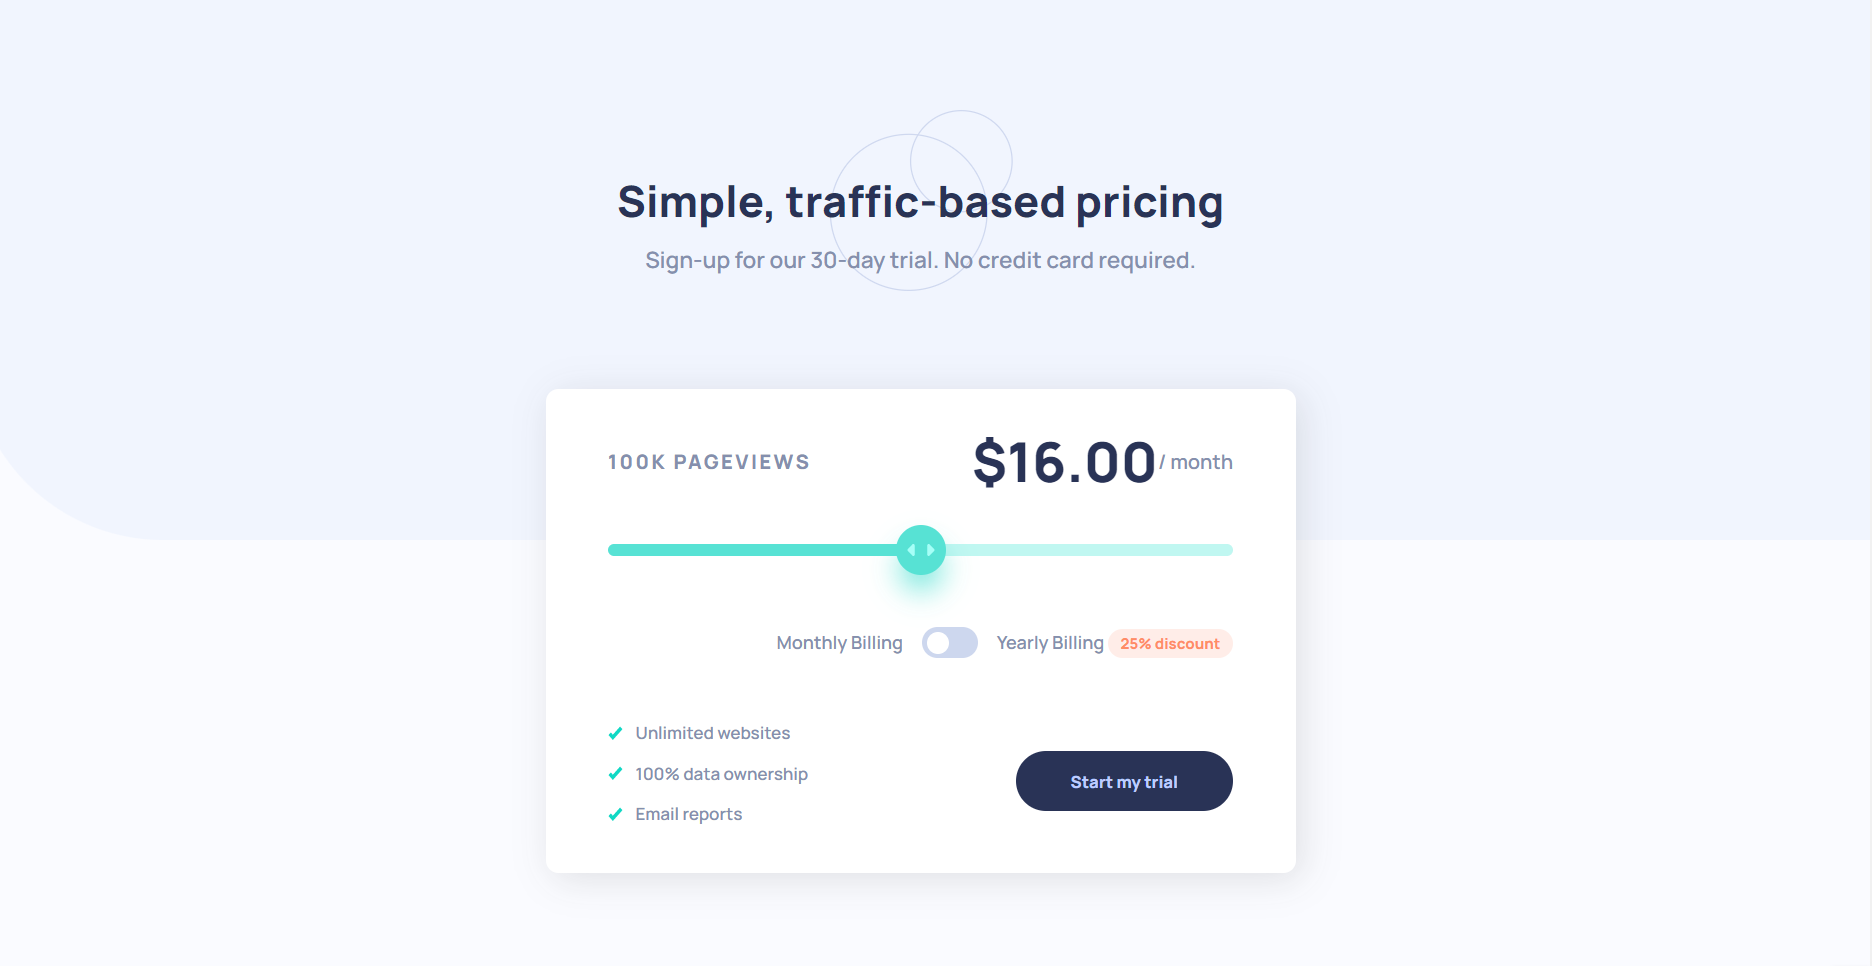 Simple, traffic-based pricing
Sign-up for our 30-day trial. No credit card required.
100K PAGEVIEWS
$16.00 / month
Monthly Billing
Yearly Billing 25% discount
Unlimited websites
100% data ownership
Email reports
Start my trial